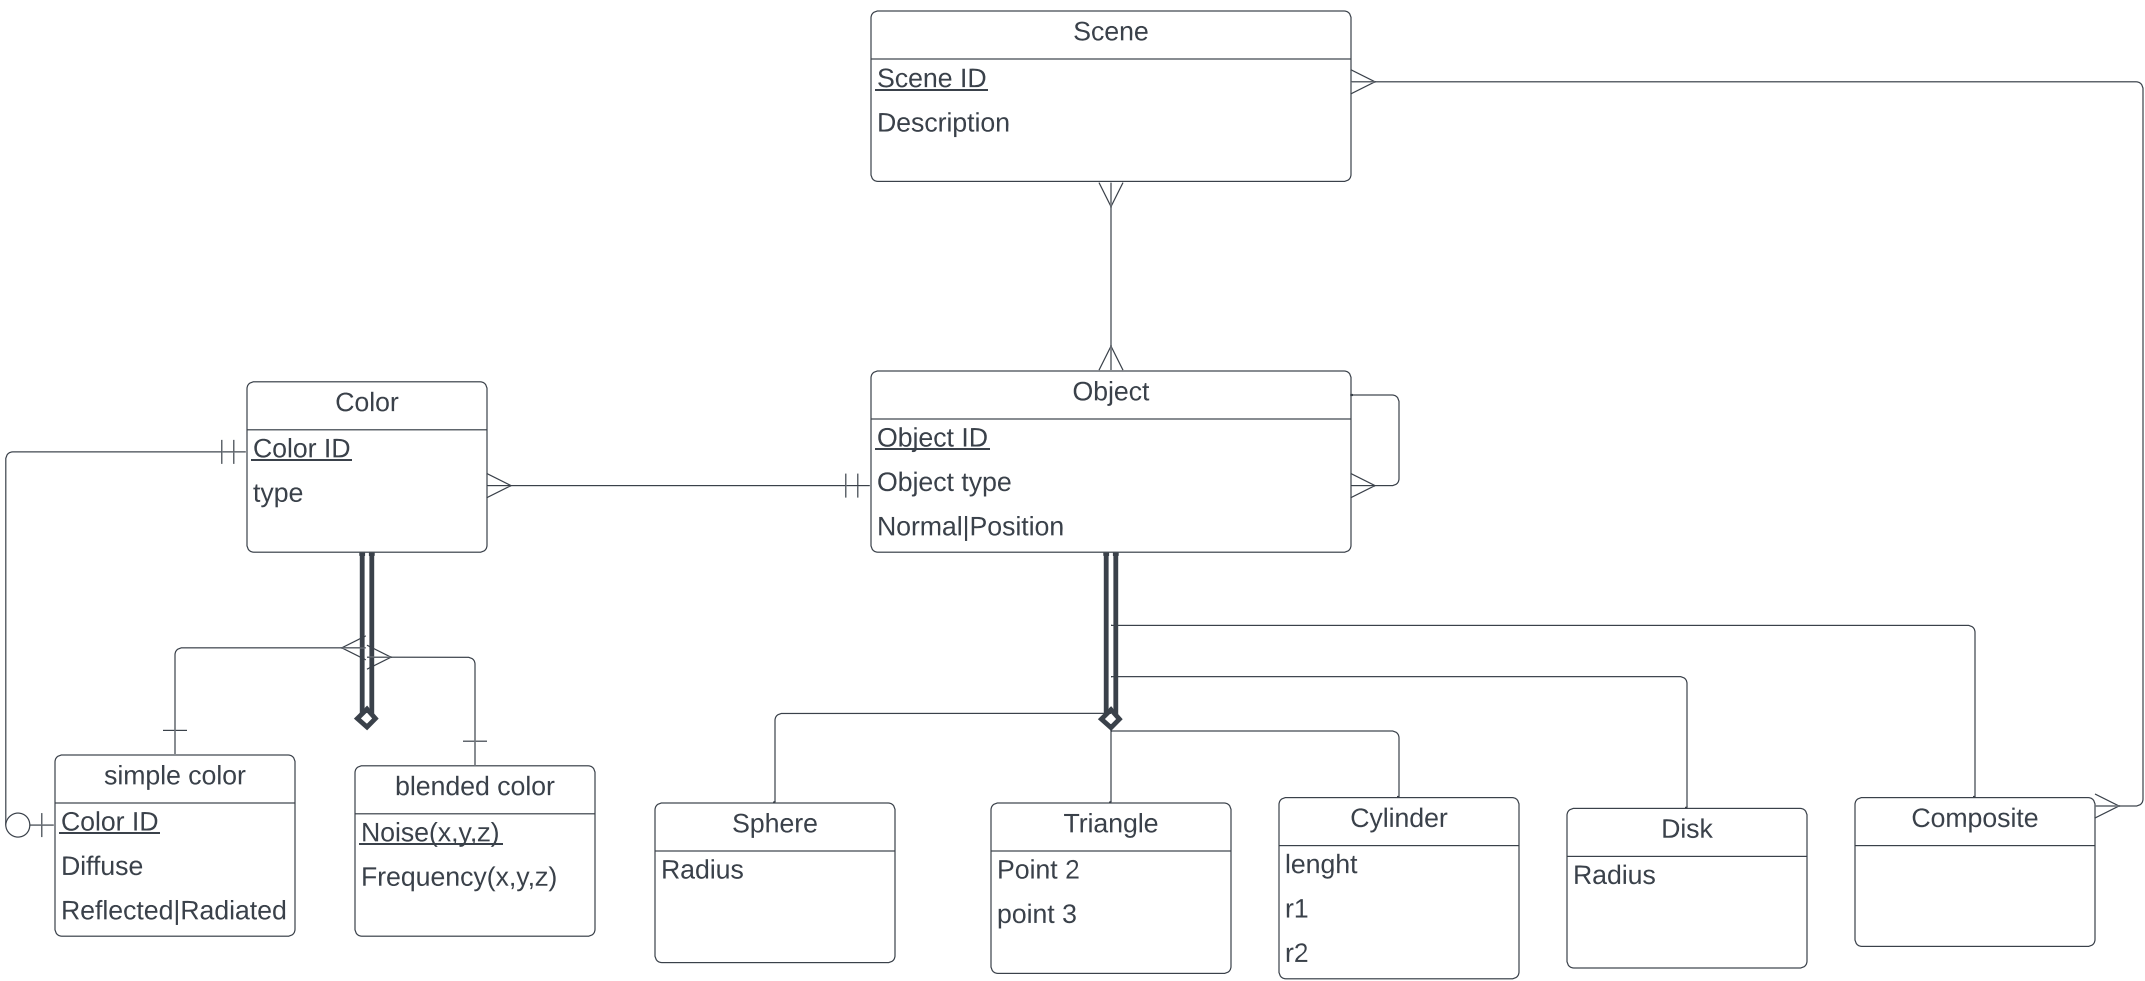 Scene
Scene ID
Description
Color
Color ID
type
Object
Object ID
Object type
Normal|Position
simple color
Color ID
Diffuse
Reflected|Radiated
blended color
Noise(x,y,z)
Frequency(x,y,z)
Sphere
Radius
Triangle
Point 2
point 3
Cylinder
lenght
r1
r2
Disk
Radius
Composite